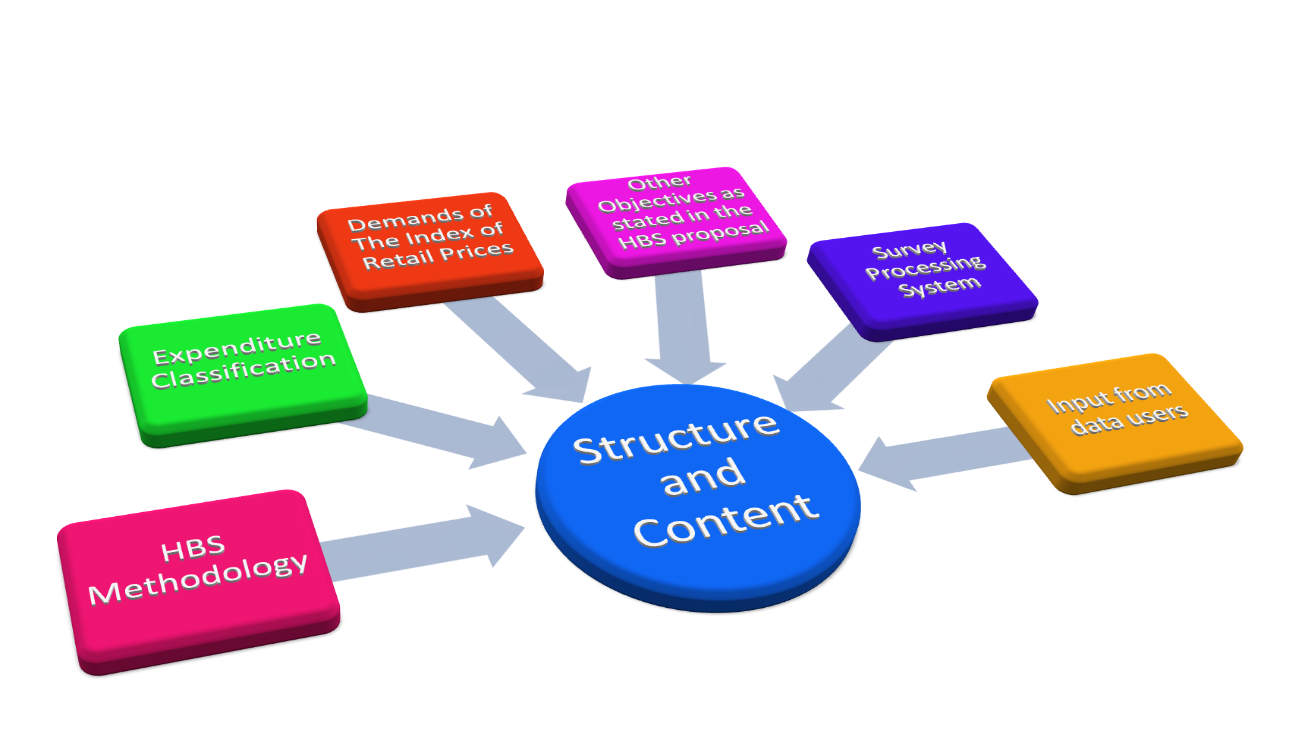 Other
Objectives as
stated in the
HBS proposal
Demands of
The Index of
Retail Prices
Survey
Processing
System
Expenditure
Classification
Input from
data users
Structure
and
Content
HBS
Methodology